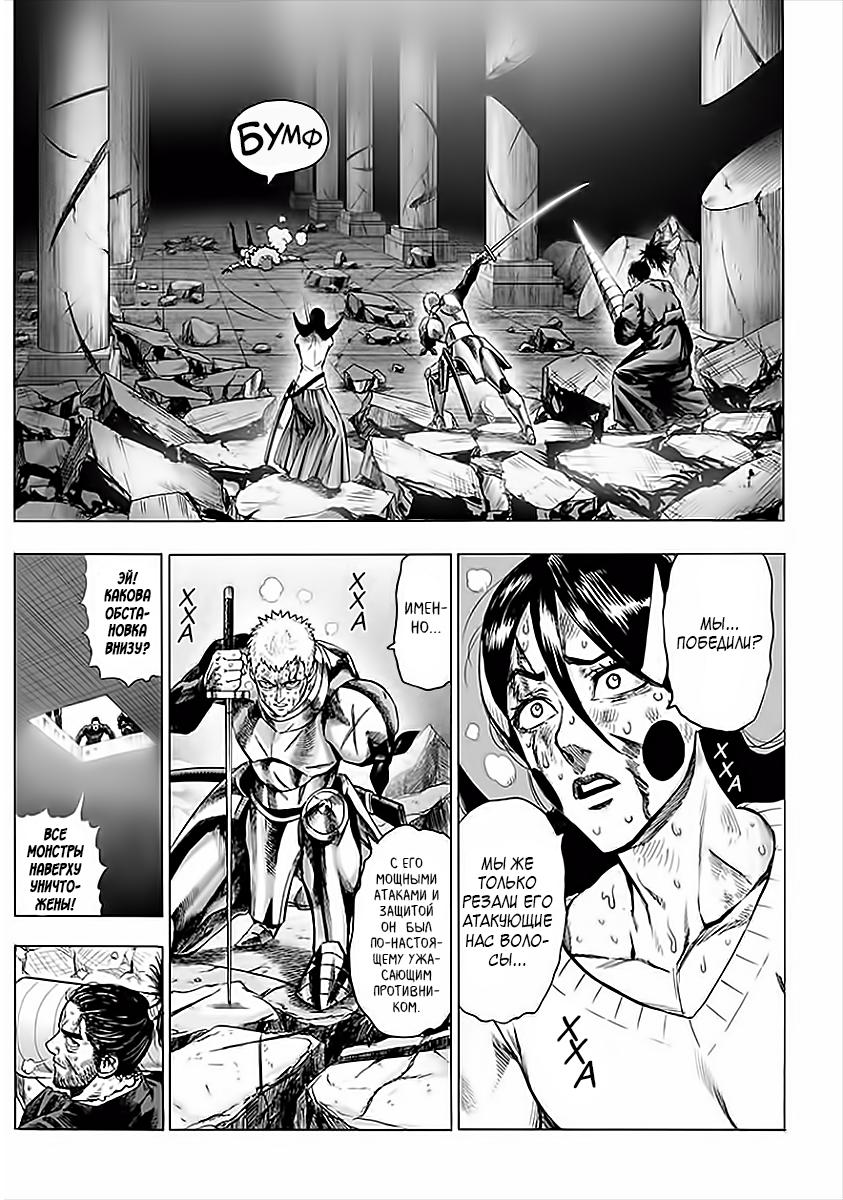 БУМФ
МЫ...
ПОБЕДИЛИ?
ХХА
МЫ ЖЕ
ТОЛЬКО
РЕЗАЛИ ЕГО
АТАКУЮЩИЕ
НАС ВОЛО-
СЫ...
ХХА
ИМЕН-
НО...
ХХА
ХХА
С ЕГО
МОЩНЫМИ
АТАКАМИ И
ЗАЩИТОЙ
ОН БЫЛ
ПО-НАСТОЯ-
ЩЕМУ УЖА-
САЮЩИМ
ПРОТИВНИ-
КОМ.
ЭЙ!
КАКОВА
ОБСТА-
НОВКА
ВНИЗУ?
ВСЕ
МОНСТРЫ
НАВЕРХУ
УНИЧТО-
ЖЕНЫ!